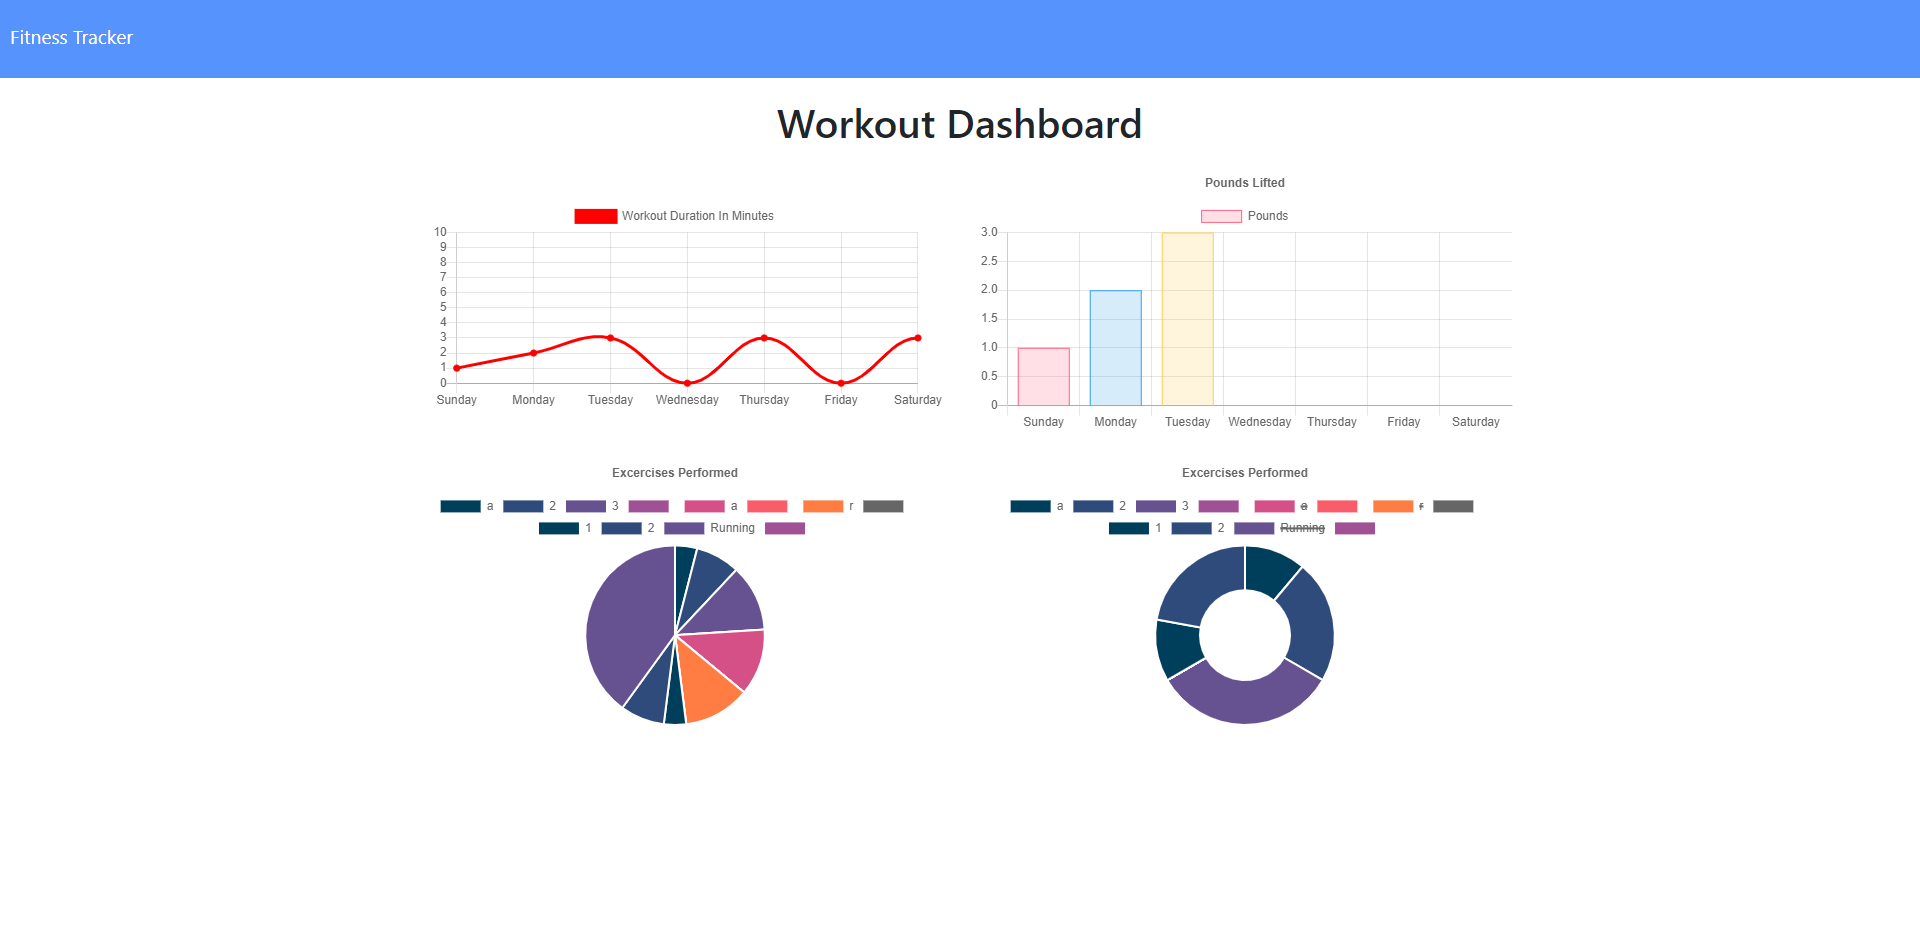 Fitness Tracker
Workout Dashboard
Workout Duration In Minutes
10
9
8
7
6
5
4
3
2
1
0
Sunday Monday Tuesday Wednesday Thursday Friday Saturday
Pounds Lifted
Pounds
3.0
2.5
2.0
1.5
1.0
0.5
0
Sunday Monday Tuesday Wednesday Thursday Friday Saturday
Excercises Performed
a 2 3 a r
1 2 Running
Excercises Performed
a 2 3 a r
1 2 Running